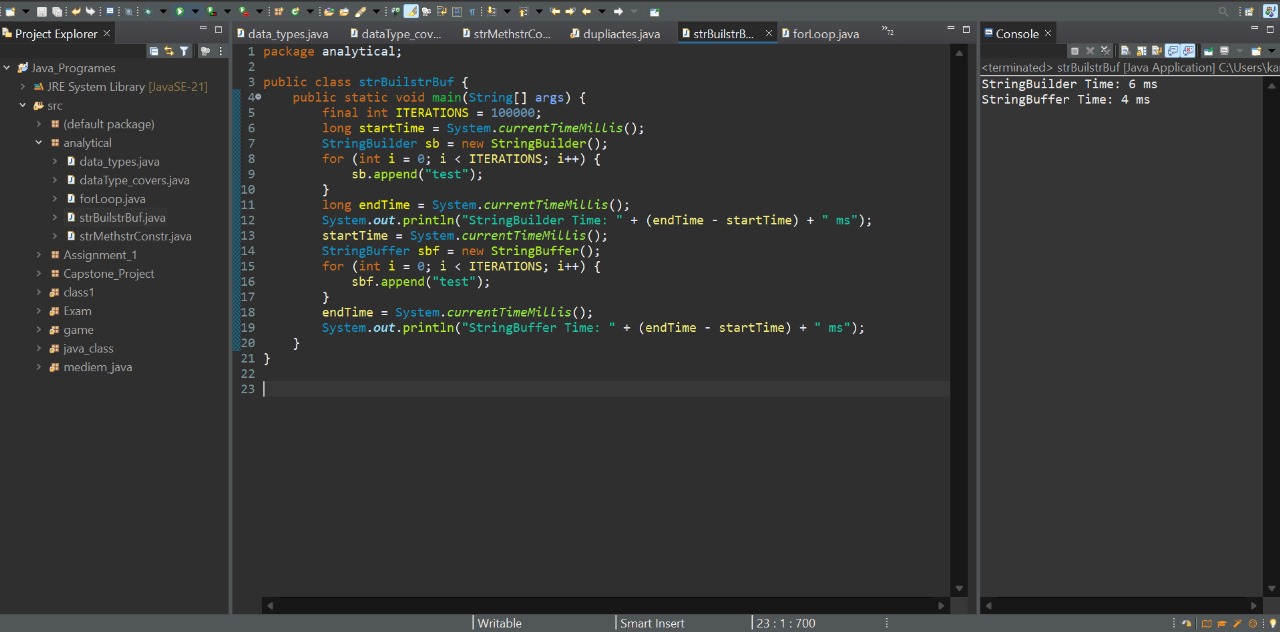 Project Explorer ×
Java_Programes
JRE System Library [JavaSE-21]
src
(default package)
analytical
data_types.java
dataType_covers.java
forLoop.java
strBuilstrBuf.java
strMethstrConstr.java
Assignment_1
Capstone_Project
class1
Exam
game
java_class
mediem_java
data_types.java
dataType_cov...
strMethstrCo...
dupliactes.java
strBuilstrB... ×
forLoop.java
»12
1 package analytical;
2
3 public class strBuilstrBuf {
4 public static void main(String[] args) {
5 final int ITERATIONS = 100000;
6 long startTime = System.currentTimeMillis();
7 StringBuilder sb = new StringBuilder();
8 for (int i = 0; i < ITERATIONS; i++) {
9 sb.append("test");
10 }
11 long endTime = System.currentTimeMillis();
12 System.out.println("StringBuilder Time: " + (endTime - startTime) + " ms");
13 startTime = System.currentTimeMillis();
14 StringBuffer sbf = new StringBuffer();
15 for (int i = 0; i < ITERATIONS; i++) {
16 sbf.append("test");
17 }
18 endTime = System.currentTimeMillis();
19 System.out.println("StringBuffer Time: " + (endTime - startTime) + " ms");
20 }
21 }
22
23
Console ×
<terminated> strBuilstrBuf [Java Application] C:\Users\ka
StringBuilder Time: 6 ms
StringBuffer Time: 4 ms
Writable
Smart Insert
23 : 1 : 700